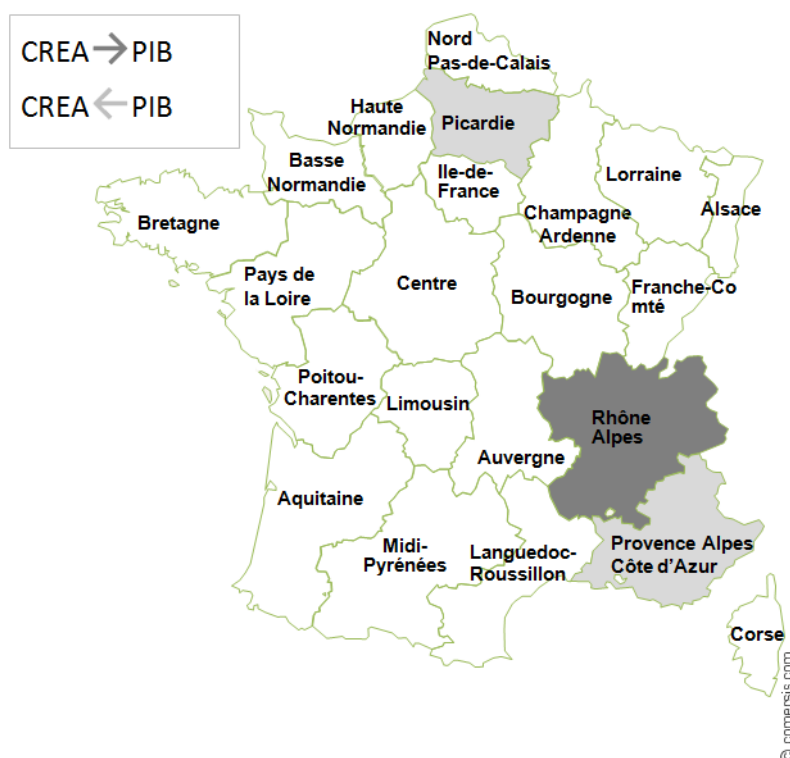 CREA → PIB
CREA ← PIB
Nord
Pas-de-Calais
Haute
Normandie
Picardie
Basse
Normandie
Ile-de-
France
Lorraine
Champagne
Ardenne
Alsace
Bretagne
Pays de
la Loire
Centre
Bourgogne
Franche-Co
mté
Poitou-
Charentes
Limousin
Rhône
Alpes
Auvergne
Aquitaine
Midi-
Pyrénées
Languedoc-
Roussillon
Provence Alpes
Côte d'Azur
Corse
© comersis.com